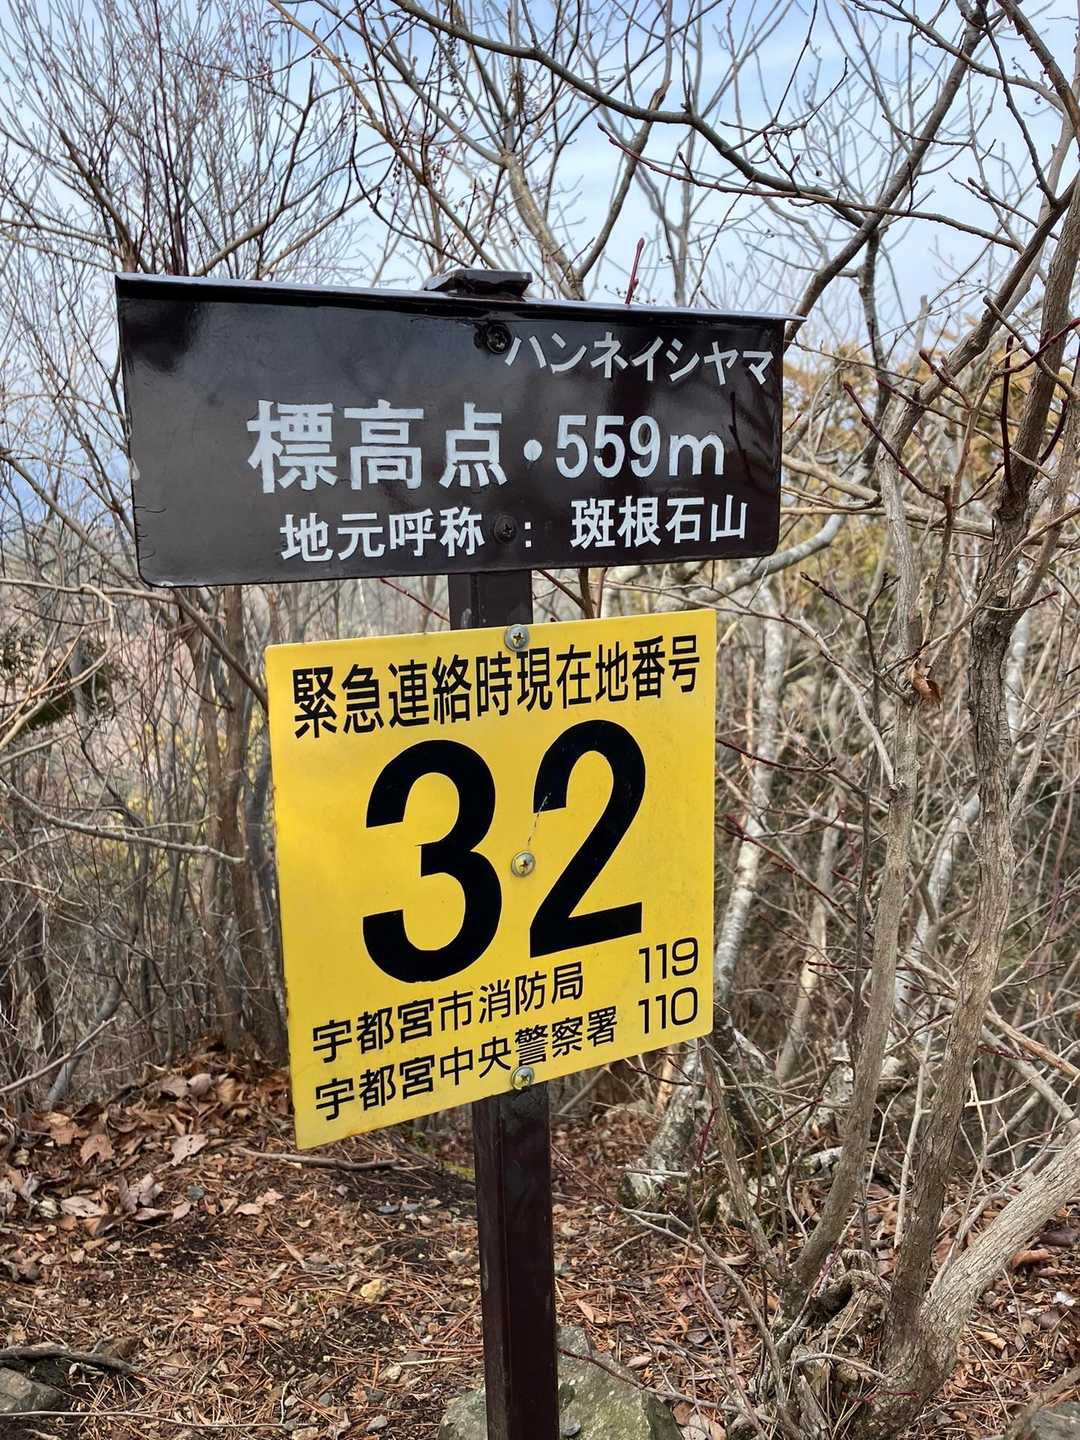 ハンネイシヤマ
標高点・559m
地元呼称 : 斑根石山
緊急連絡時現在地番号
32
宇都宮市消防局 119
宇都宮中央警察署 110